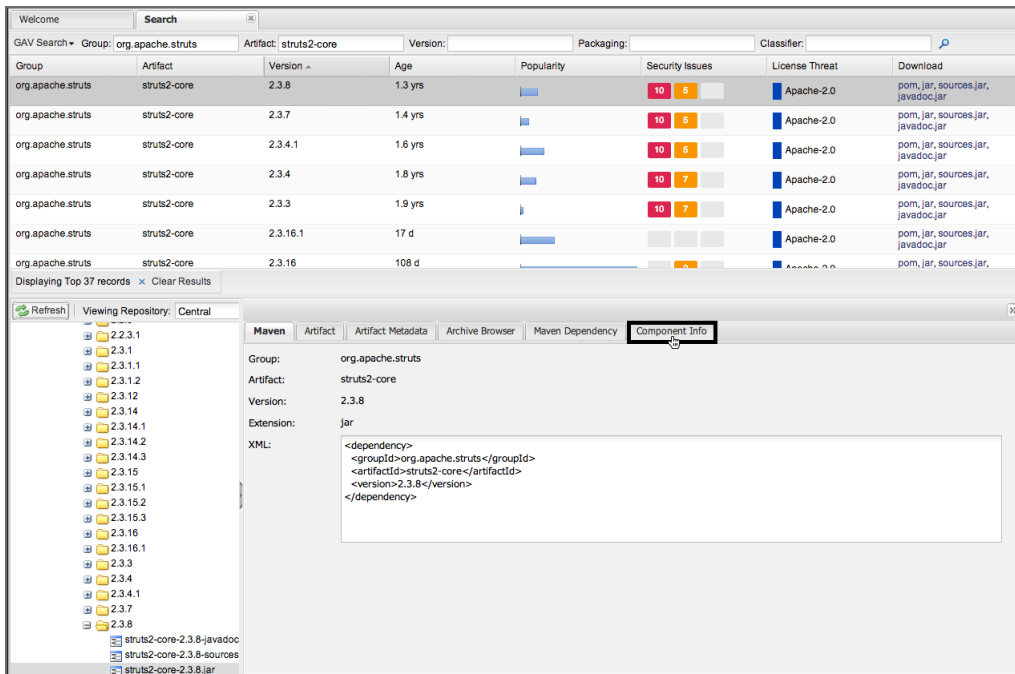 Welcome Search
GAV Search Group: org.apache.struts Artifact: struts2-core Version: Packaging: Classifier:
Group Artifact Version Age Popularity Security Issues License Threat Download
org.apache.struts struts2-core 2.3.8 1.3 yrs 10 5 Apache-2.0 pom, jar, sources.jar,
javadoc.jar
org.apache.struts struts2-core 2.3.7 1.4 yrs 10 5 Apache-2.0 pom, jar, sources.jar,
javadoc.jar
org.apache.struts struts2-core 2.3.4.1 1.6 yrs 10 5 Apache-2.0 pom, jar, sources.jar,
javadoc.jar
org.apache.struts struts2-core 2.3.4 1.8 yrs 10 7 Apache-2.0 pom, jar, sources.jar,
javadoc.jar
org.apache.struts struts2-core 2.3.3 1.9 yrs 10 7 Apache-2.0 pom, jar, sources.jar,
javadoc.jar
org.apache.struts struts2-core 2.3.16.1 17 d Apache-2.0 pom, jar, sources.jar,
javadoc.jar
org.apache.struts struts2-core 2.3.16 108 d pom, jar, sources.jar,
Displaying Top 37 records Clear Results
Refresh Viewing Repository: Central
2.2.3.1
2.3.1
2.3.1.1
2.3.1.2
2.3.12
2.3.14
2.3.14.1
2.3.14.2
2.3.14.3
2.3.15
2.3.15.1
2.3.15.2
2.3.15.3
2.3.16
2.3.16.1
2.3.3
2.3.4
2.3.4.1
2.3.7
2.3.8
struts2-core-2.3.8-javadoc
struts2-core-2.3.8-sources
struts2-core-2.3.8.jar
Maven Artifact Artifact Metadata Archive Browser Maven Dependency Component Info
Group: org.apache.struts
Artifact: struts2-core
Version: 2.3.8
Extension: jar
XML: <dependency>
<groupId>org.apache.struts</groupId>
<artifactId>struts2-core</artifactId>
<version>2.3.8</version>
</dependency>